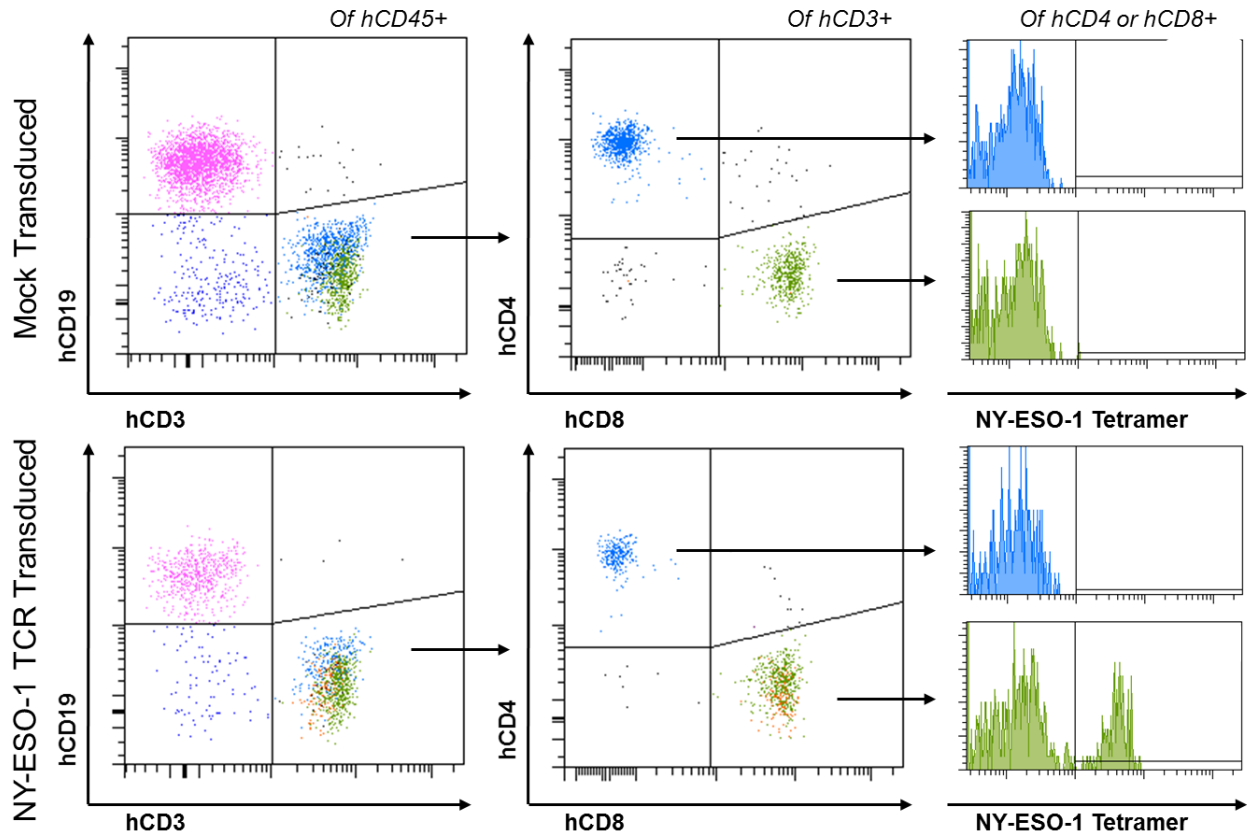 Of hCD45+
Of hCD3+
Of hCD4 or hCD8+
Mock Transduced
hCD19
hCD4
hCD3
hCD8
NY-ESO-1 Tetramer
NY-ESO-1 TCR Transduced
hCD19
hCD4
hCD3
hCD8
NY-ESO-1 Tetramer